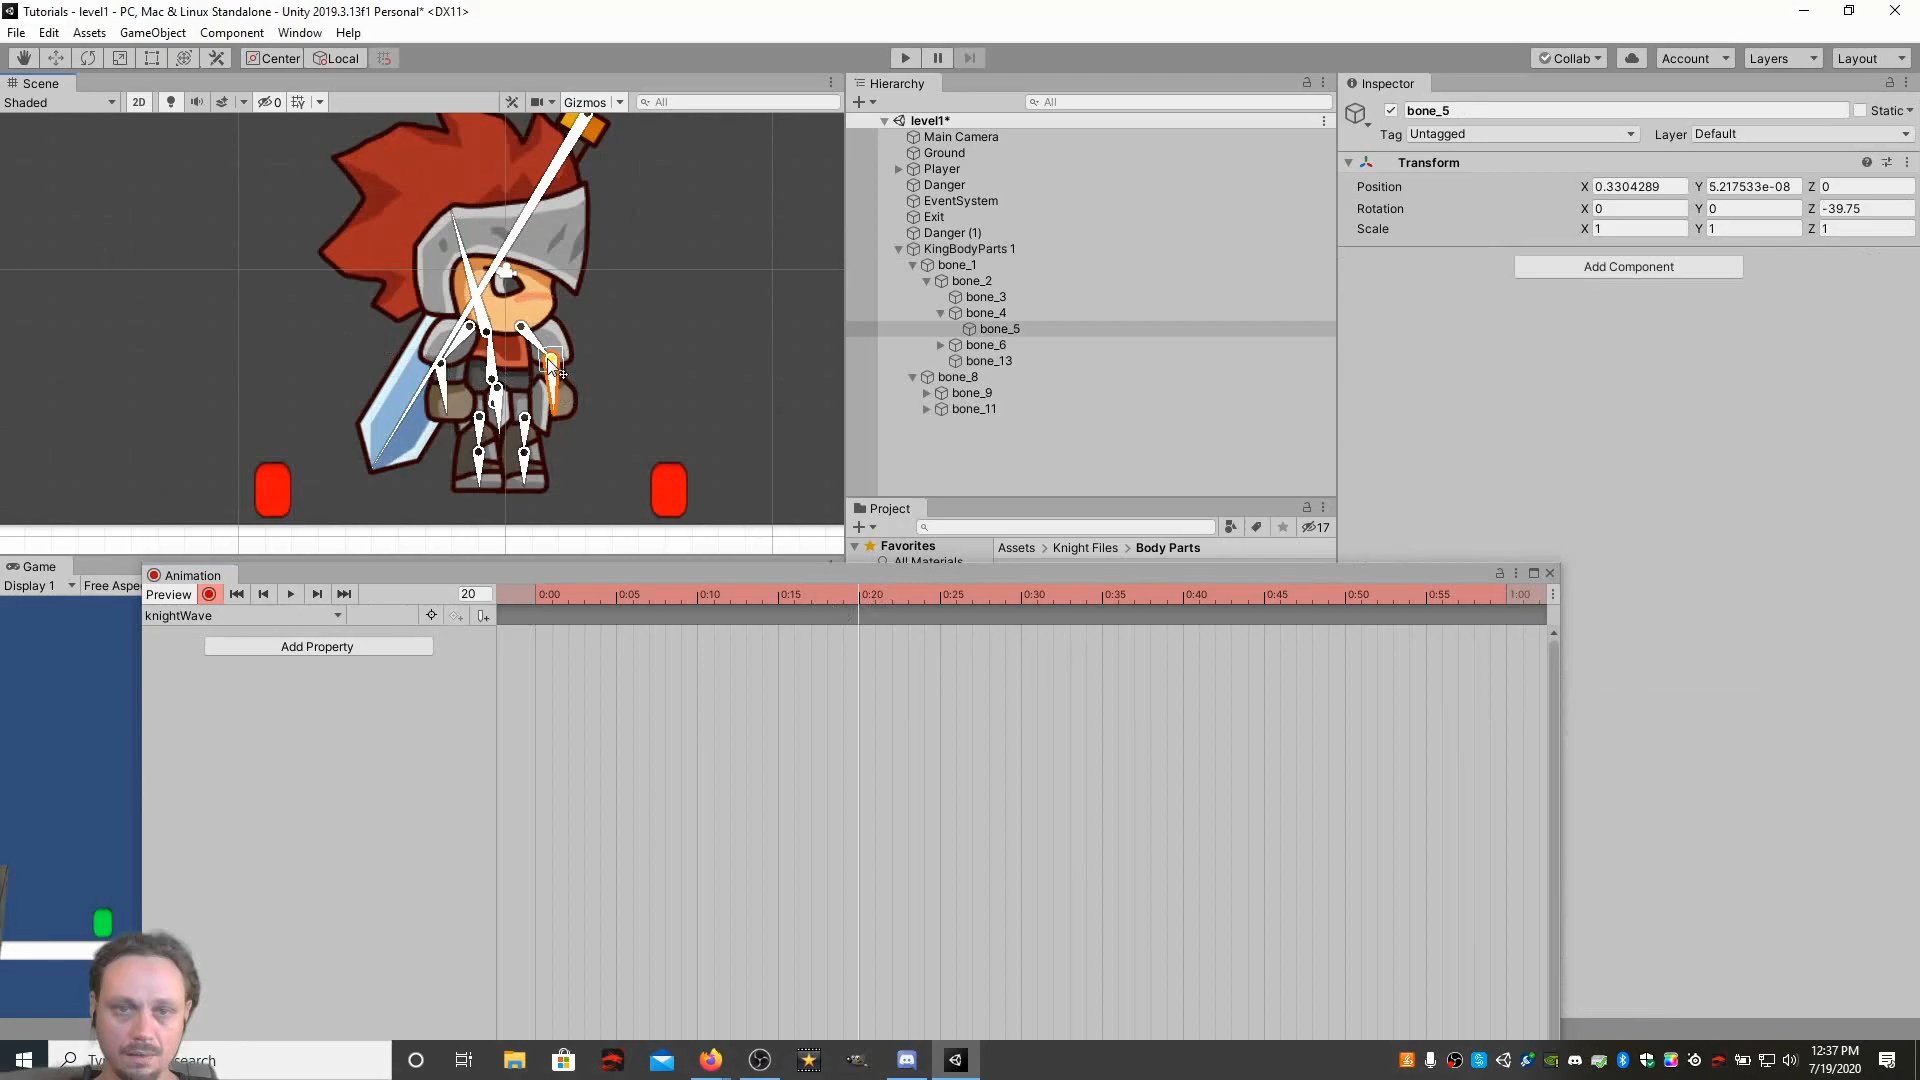 Tutorials - level1 - PC, Mac & Linux Standalone - Unity 2019.3.13f1 Personal* <DX11>
File Edit Assets GameObject Component Window Help
Center Local Collab Account Layers Layout
Scene
Shaded 2D 0 Gizmos All
Hierarchy
All
level1*
Main Camera
Ground
Player
Danger
EventSystem
Exit
Danger (1)
KingBodyParts 1
bone_1
bone_2
bone_3
bone_4
bone_5
bone_6
bone_13
bone_8
bone_9
bone_11
Inspector
bone_5 Static
Tag Untagged Layer Default
Transform
Position X 0.3304289 Y 5.217533e-08 Z 0
Rotation X 0 Y 0 Z -39.75
Scale X 1 Y 1 Z 1
Add Component
Project
17
Favorites
All Materials
Assets > Knight Files > Body Parts
Game
Display 1 Free Aspe
Animation
Preview 20 0:00 0:05 0:10 0:15 0:20 0:25 0:30 0:35 0:40 0:45 0:50 0:55 1:00
knightWave
Add Property
search
12:37 PM
7/19/2020